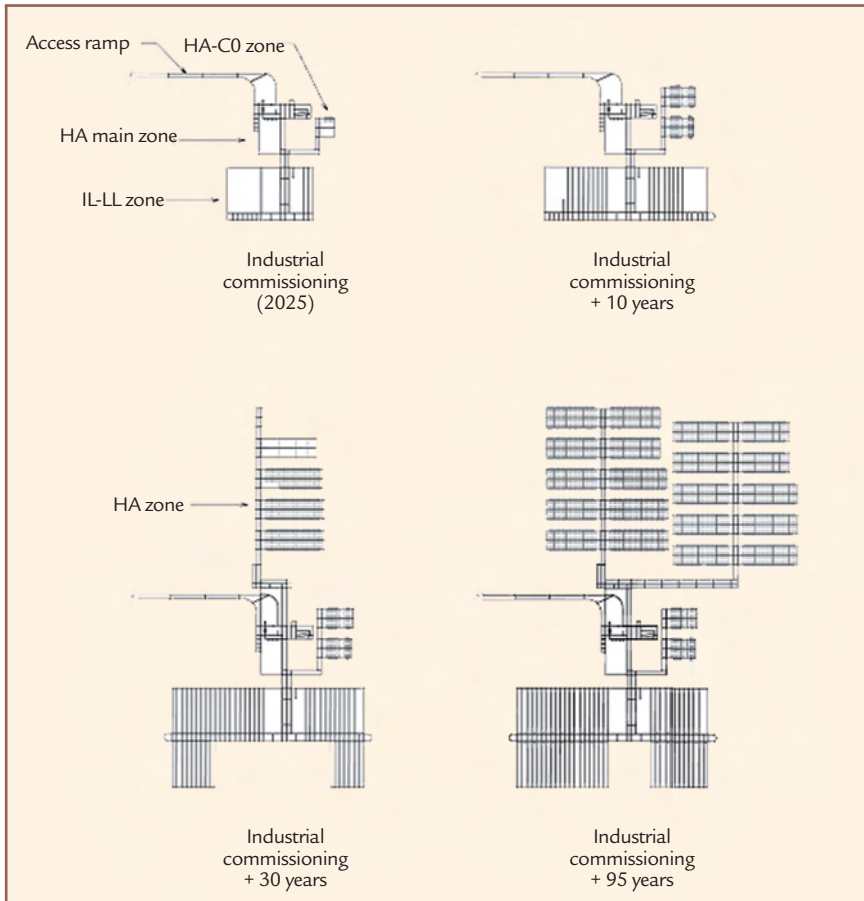 Access ramp
HA-C0 zone
HA main zone
IL-LL zone
Industrial
commissioning
(2025)
Industrial
commissioning
+ 10 years
HA zone
Industrial
commissioning
+ 30 years
Industrial
commissioning
+ 95 years